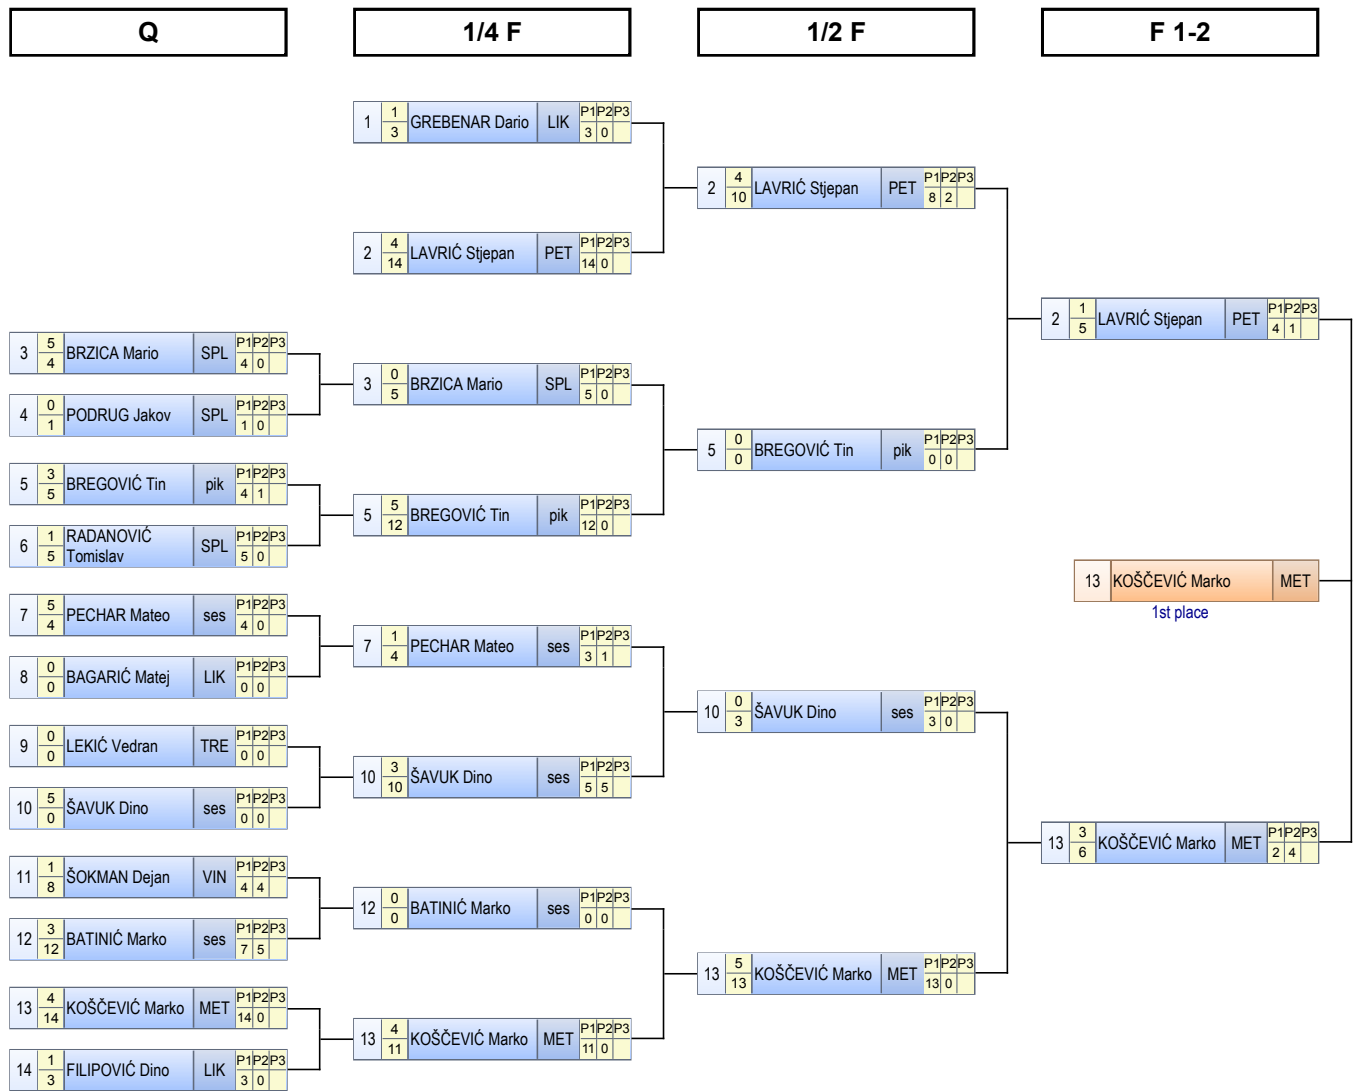 Q 1/4 F 1/2 F F 1-2
1 1 3 GREBENAR Dario LIK P1 P2 P3 3 0
2 4 10 LAVRIĆ Stjepan PET P1 P2 P3 8 2
2 4 14 LAVRIĆ Stjepan PET P1 P2 P3 14 0
2 1 5 LAVRIĆ Stjepan PET P1 P2 P3 4 1
3 5 4 BRZICA Mario SPL P1 P2 P3 4 0
3 0 5 BRZICA Mario SPL P1 P2 P3 5 0
4 0 1 PODRUG Jakov SPL P1 P2 P3 1 0
5 0 0 BREGOVIĆ Tin pik P1 P2 P3 0 0
5 3 5 BREGOVIĆ Tin pik P1 P2 P3 4 1
5 5 12 BREGOVIĆ Tin pik P1 P2 P3 12 0
6 1 5 RADANOVIĆ
Tomislav SPL P1 P2 P3 5 0
13 KOŠČEVIĆ Marko MET
1st place
7 5 4 PECHAR Mateo ses P1 P2 P3 4 0
7 1 4 PECHAR Mateo ses P1 P2 P3 3 1
8 0 0 BAGARIĆ Matej LIK P1 P2 P3 0 0
10 0 3 ŠAVUK Dino ses P1 P2 P3 3 0
9 0 0 LEKIĆ Vedran TRE P1 P2 P3 0 0
10 3 10 ŠAVUK Dino ses P1 P2 P3 5 5
10 5 0 ŠAVUK Dino ses P1 P2 P3 0 0
13 3 6 KOŠČEVIĆ Marko MET P1 P2 P3 2 4
11 1 8 ŠOKMAN Dejan VIN P1 P2 P3 4 4
12 0 0 BATINIĆ Marko ses P1 P2 P3 0 0
12 3 12 BATINIĆ Marko ses P1 P2 P3 7 5
13 5 13 KOŠČEVIĆ Marko MET P1 P2 P3 13 0
13 4 14 KOŠČEVIĆ Marko MET P1 P2 P3 14 0
13 4 11 KOŠČEVIĆ Marko MET P1 P2 P3 11 0
14 1 3 FILIPOVIĆ Dino LIK P1 P2 P3 3 0